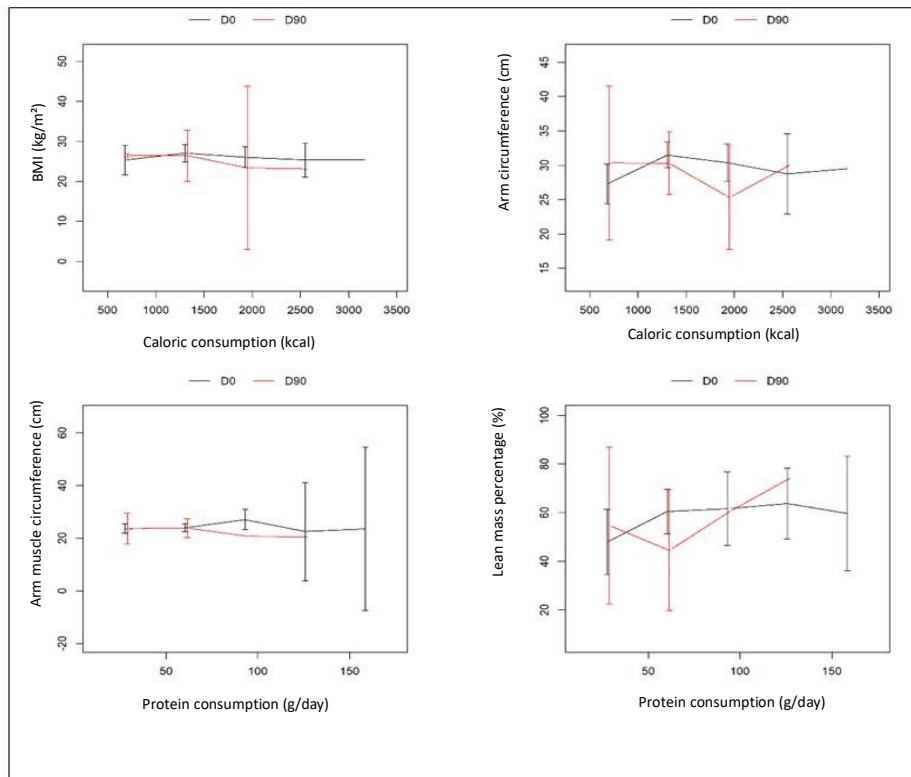 D0 D90
D0 D90
BMI (kg/m²)
50
40
30
20
10
0
500 1000 1500 2000 2500 3000 3500
Caloric consumption (kcal)
Arm circumference (cm)
45
40
35
30
25
20
15
500 1000 1500 2000 2500 3000 3500
Caloric consumption (kcal)
D0 D90
D0 D90
Arm muscle circumference (cm)
60
40
20
0
-20
50 100 150
Protein consumption (g/day)
Lean mass percentage (%)
100
80
60
40
20
50 100 150
Protein consumption (g/day)